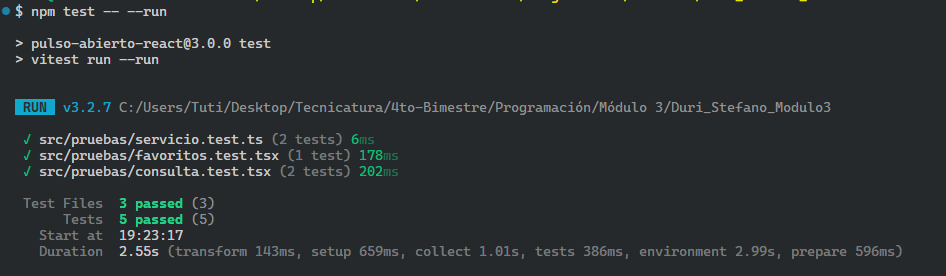 $ npm test -- --run
> pulso-abierto-react@3.0.0 test
> vitest run --run
RUN v3.2.7 C:/Users/Tuti/Desktop/Tecnicatura/4to-Bimestre/Programación/Módulo 3/Duri_Stefano_Modulo3
✓ src/pruebas/servicio.test.ts (2 tests) 6ms
✓ src/pruebas/favoritos.test.tsx (1 test) 178ms
✓ src/pruebas/consulta.test.tsx (2 tests) 202ms
Test Files 3 passed (3)
Tests 5 passed (5)
Start at 19:23:17
Duration 2.55s (transform 143ms, setup 659ms, collect 1.01s, tests 386ms, environment 2.99s, prepare 596ms)